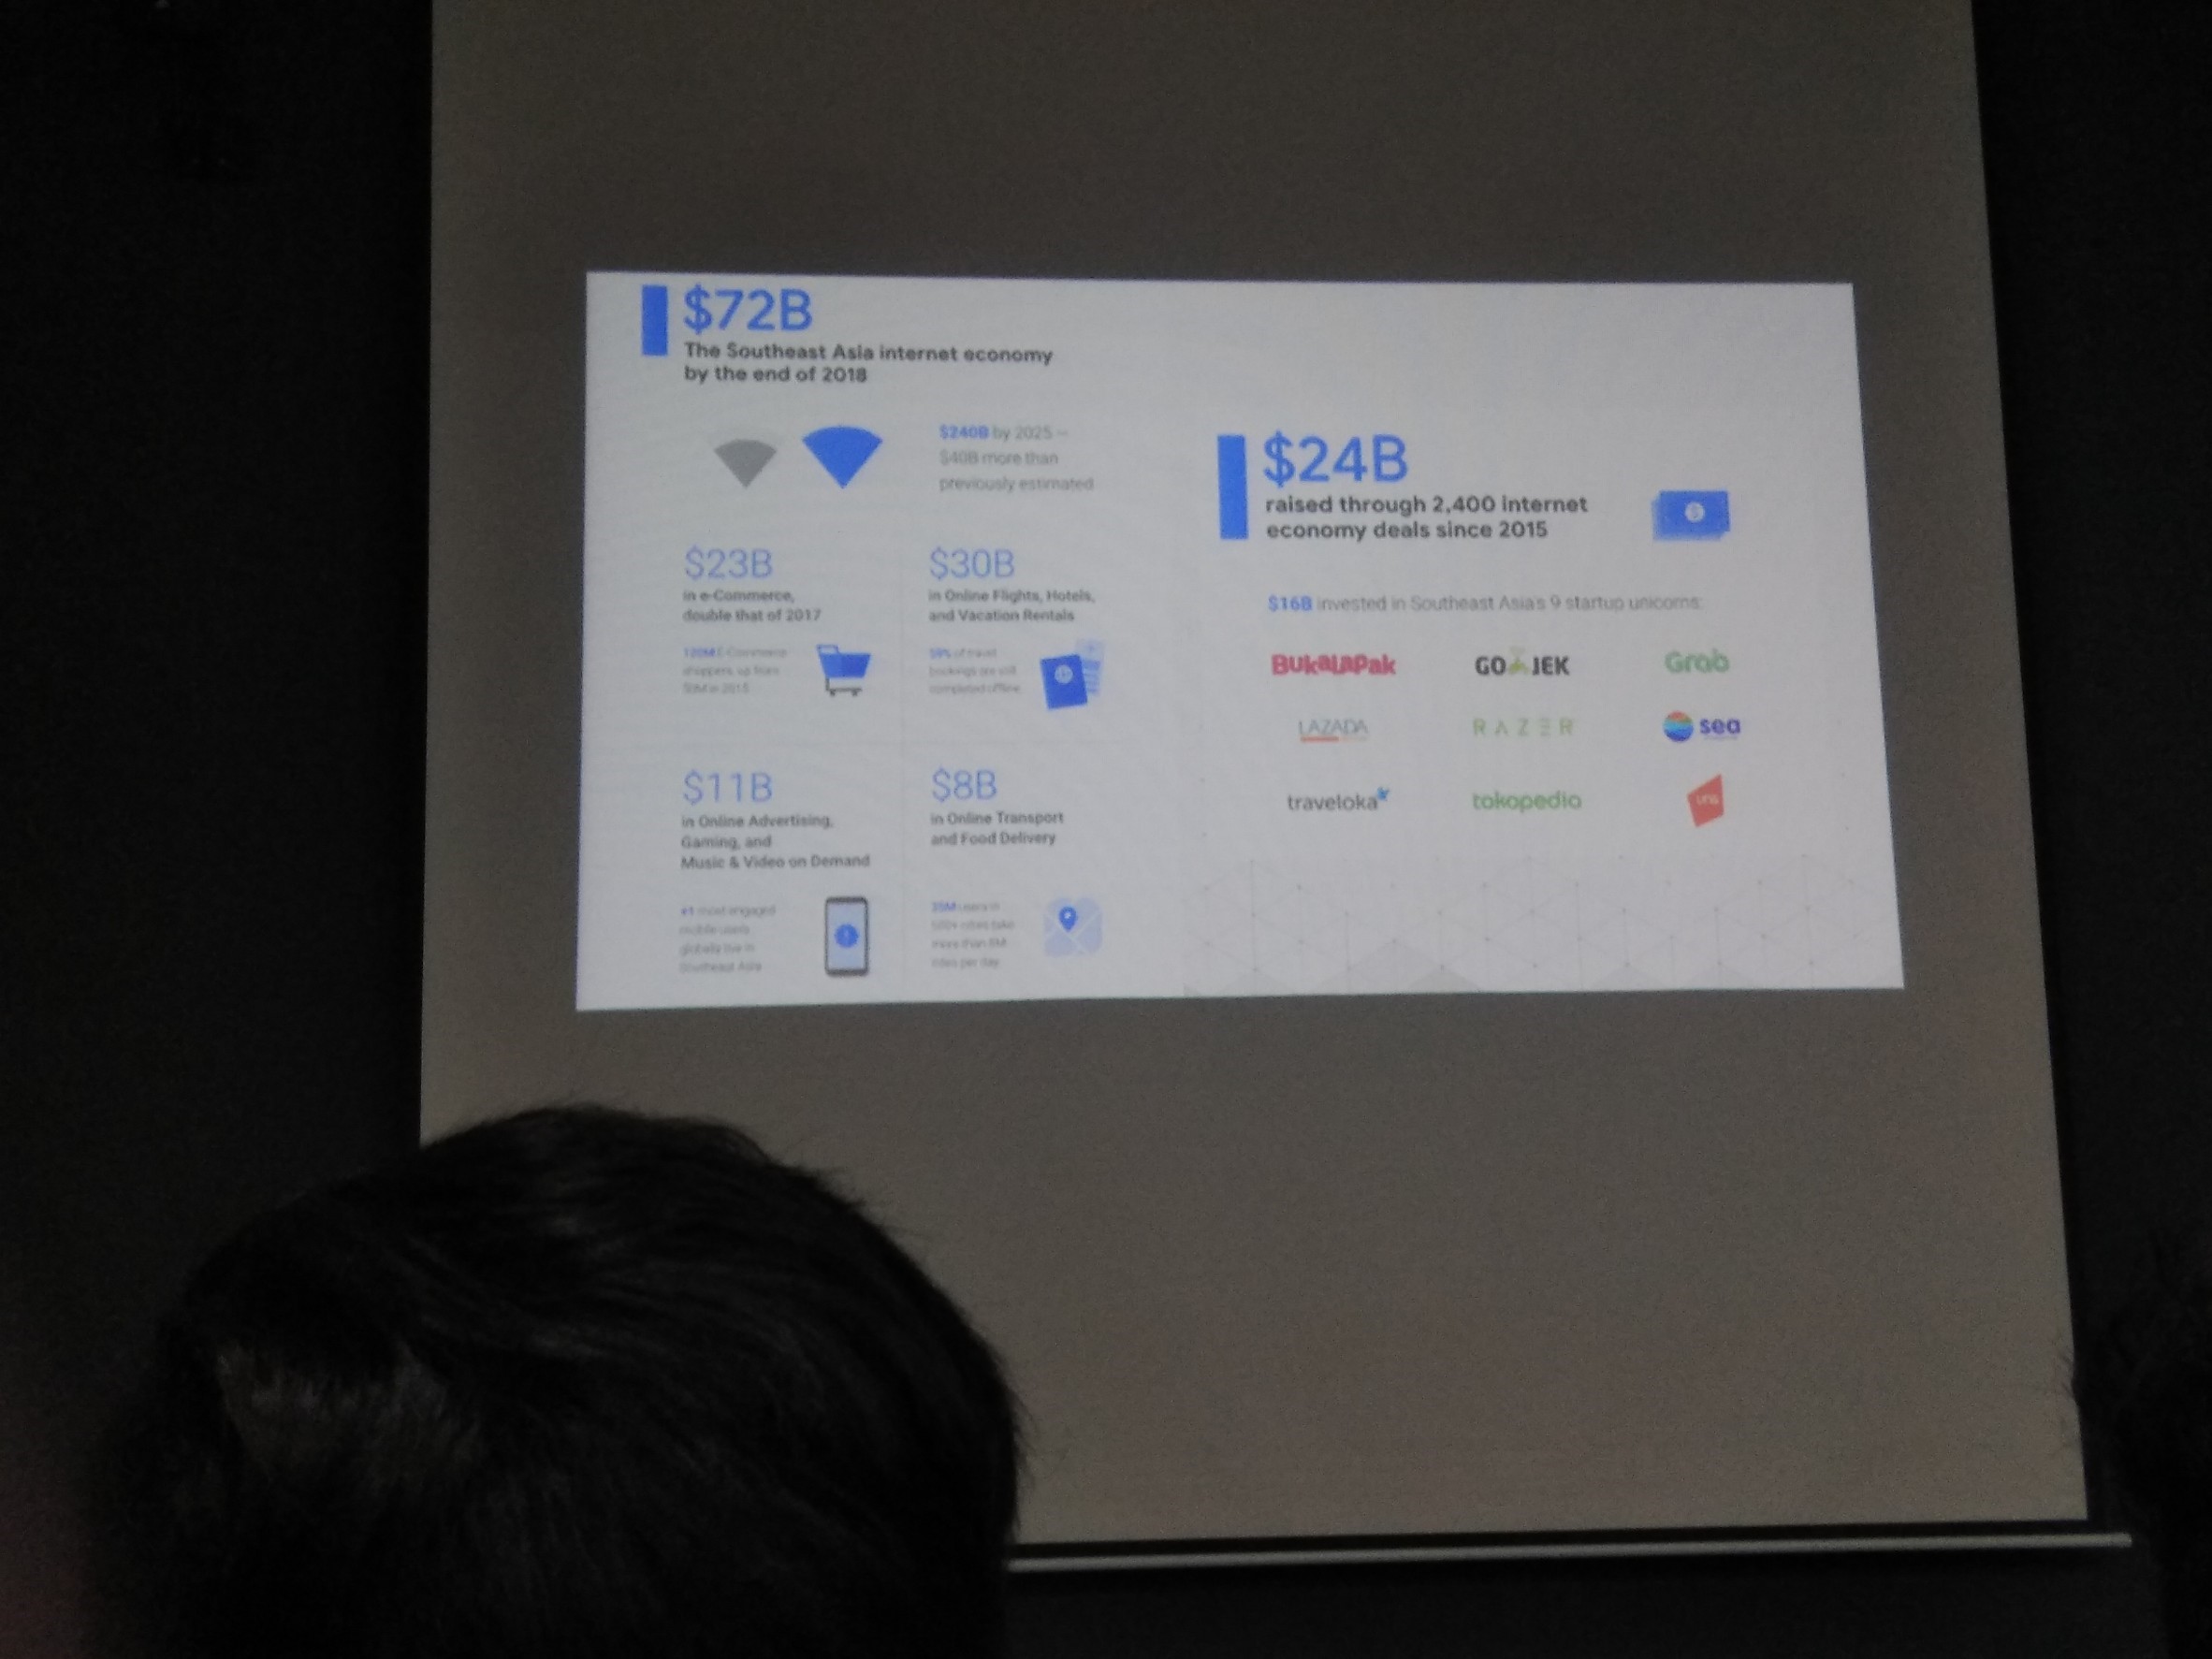 $72B
The Southeast Asia internet economy
by the end of 2018
$240B by 2025 –
$40B more than
previously estimated
$23B
in e-Commerce,
double that of 2017
120M E-Commerce
shoppers, up from
in 2015
$30B
in Online Flights, Hotels,
and Vacation Rentals
of travel
bookings are still
completed offline
$11B
in Online Advertising,
Gaming, and
Music & Video on Demand
#1 most engaged
mobile users
globally live in
Southeast Asia
$8B
in Online Transport
and Food Delivery
35M users in
500+ cities take
more than 8M
rides per day
$24B
raised through 2,400 internet
economy deals since 2015
$16B invested in Southeast Asia's 9 startup unicorns:
BUKALAPAK GO JEK Grab
LAZADA RAZER sea
traveloka tokopedia